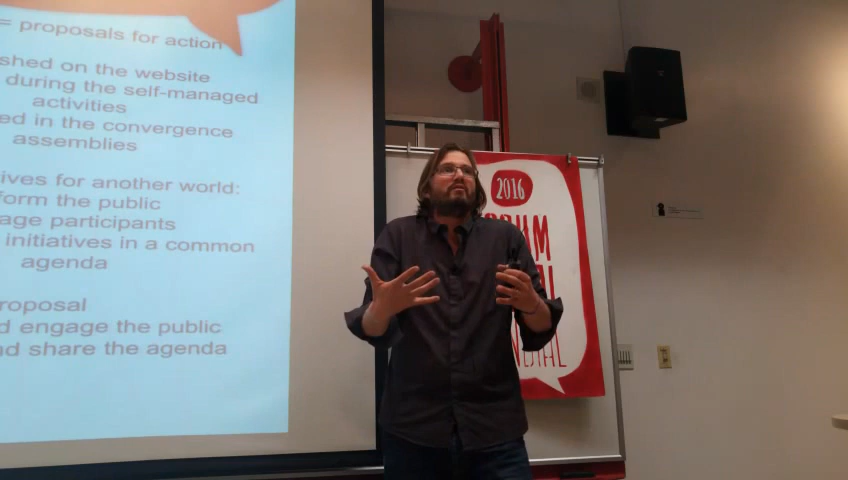 = proposals for action
shed on the website
during the self-managed
activities
ed in the convergence
assemblies
ives for another world:
form the public
age participants
initiatives in a common
agenda
roposal
d engage the public
nd share the agenda
2016